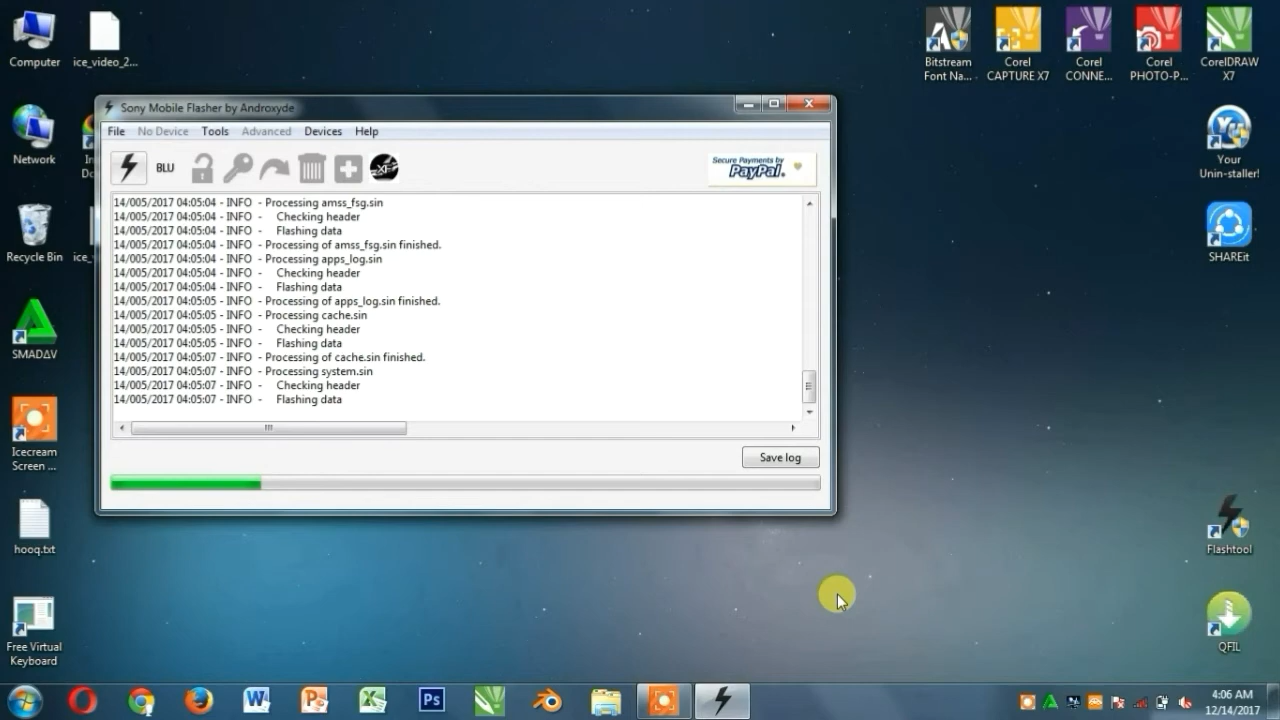 Computer
ice_video_2...
Network
In
Do
Recycle Bin
ice_v
SMADΔV
Icecream
Screen ...
hooq.txt
Free Virtual
Keyboard
Bitstream
Font Na...
Corel
CAPTURE X7
Corel
CONNE...
Corel
PHOTO-P...
CorelDRAW
X7
Your
Unin-staller!
SHAREit
Flashtool
QFIL
Sony Mobile Flasher by Androxyde
File No Device Tools Advanced Devices Help
BLU
XF
Secure Payments by
PayPal.
14/005/2017 04:05:04 - INFO - Processing amss_fsg.sin
14/005/2017 04:05:04 - INFO - Checking header
14/005/2017 04:05:04 - INFO - Flashing data
14/005/2017 04:05:04 - INFO - Processing of amss_fsg.sin finished.
14/005/2017 04:05:04 - INFO - Processing apps_log.sin
14/005/2017 04:05:04 - INFO - Checking header
14/005/2017 04:05:04 - INFO - Flashing data
14/005/2017 04:05:05 - INFO - Processing of apps_log.sin finished.
14/005/2017 04:05:05 - INFO - Processing cache.sin
14/005/2017 04:05:05 - INFO - Checking header
14/005/2017 04:05:05 - INFO - Flashing data
14/005/2017 04:05:07 - INFO - Processing of cache.sin finished.
14/005/2017 04:05:07 - INFO - Processing system.sin
14/005/2017 04:05:07 - INFO - Checking header
14/005/2017 04:05:07 - INFO - Flashing data
Save log
Ps
4:06 AM
12/14/2017